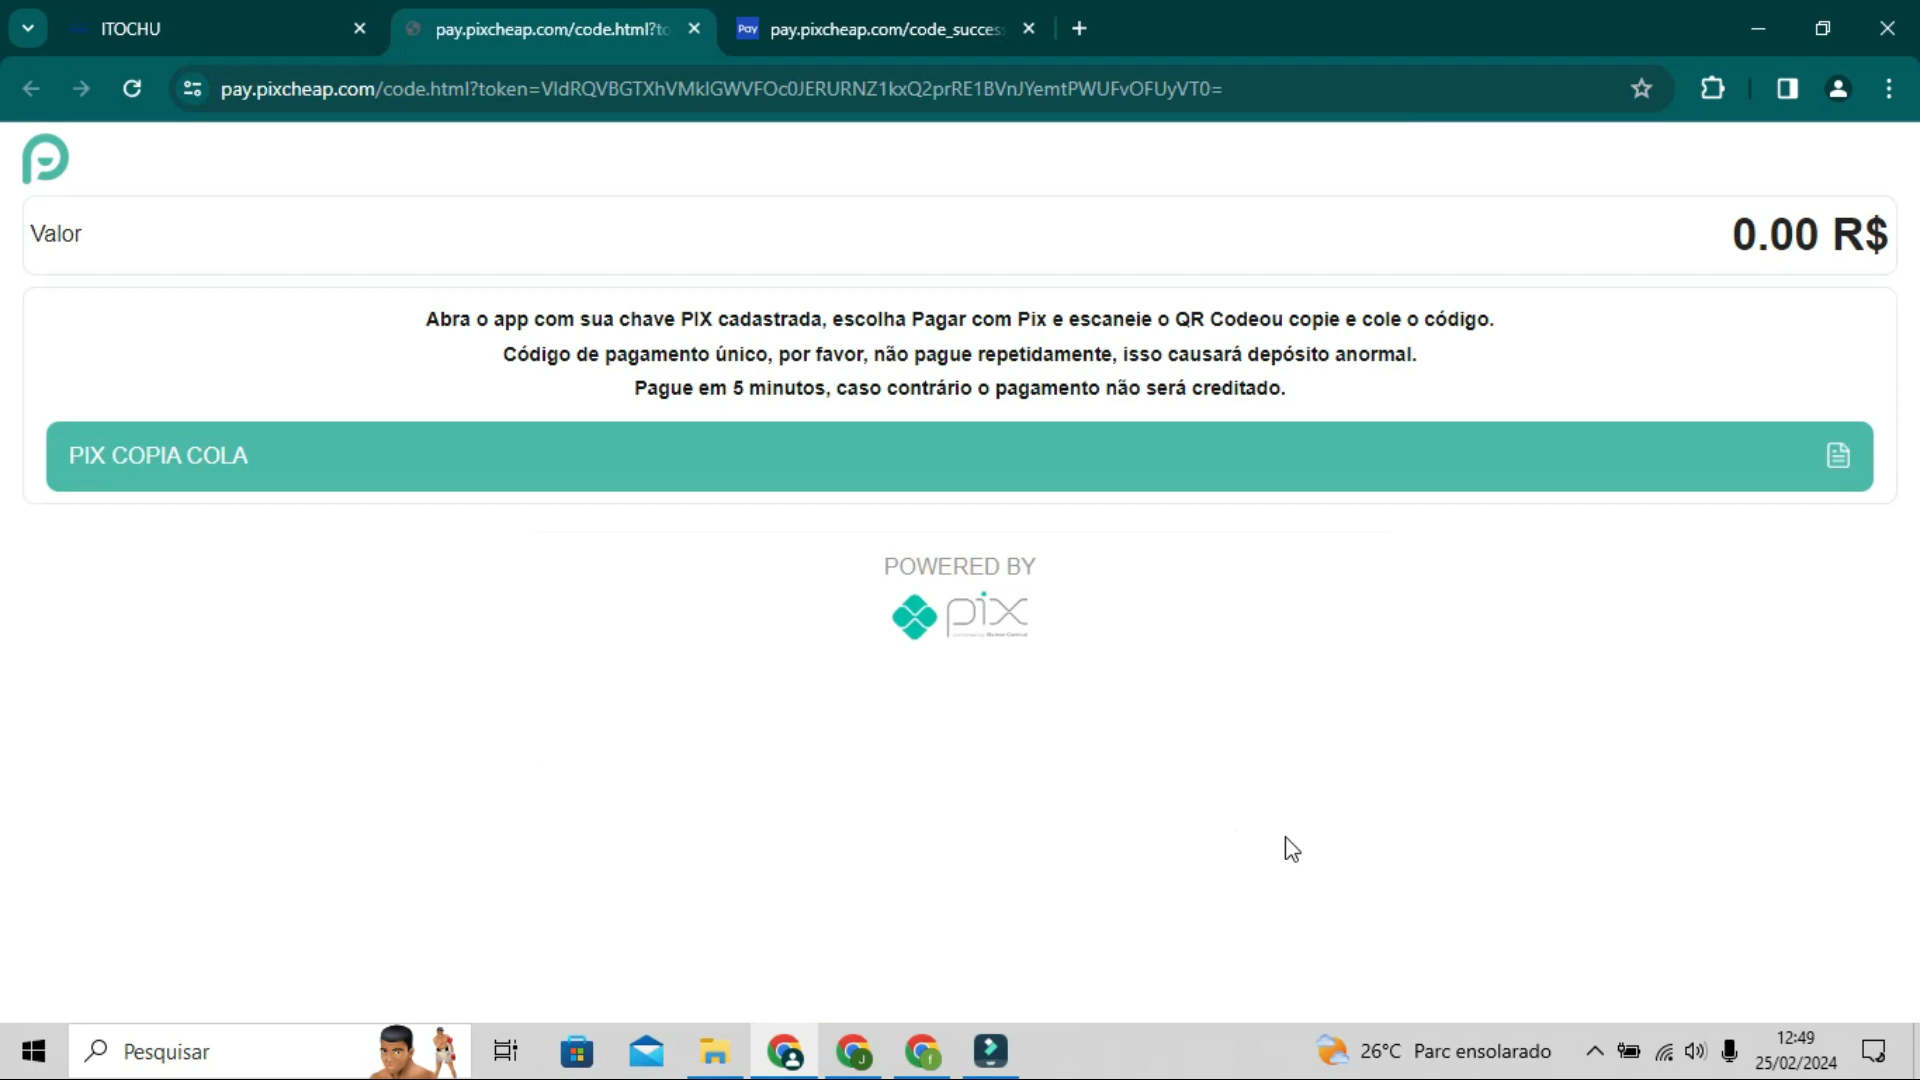 ITOCHU
pay.pixcheap.com/code.html?to
Pay pay.pixcheap.com/code_succes
pay.pixcheap.com/code.html?token=VldRQVBGTXhVMklGWVFOc0JERURNZ1kxQ2prRE1BVnJYemtPWUFvOFUyVT0=
Valor
0.00 R$
Abra o app com sua chave PIX cadastrada, escolha Pagar com Pix e escaneie o QR Codeou copie e cole o código.
Código de pagamento único, por favor, não pague repetidamente, isso causará depósito anormal.
Pague em 5 minutos, caso contrário o pagamento não será creditado.
PIX COPIA COLA
POWERED BY
pix
Pesquisar
J
f
26°C Parc ensolarado
12:49
25/02/2024